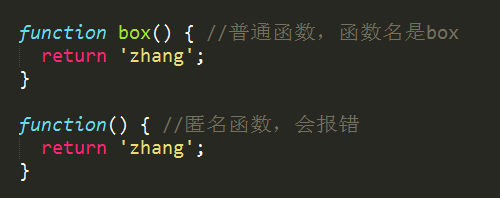 function box() { //普通函数，函数名是box
  return 'zhang';
}
function() { //匿名函数，会报错
  return 'zhang';
}